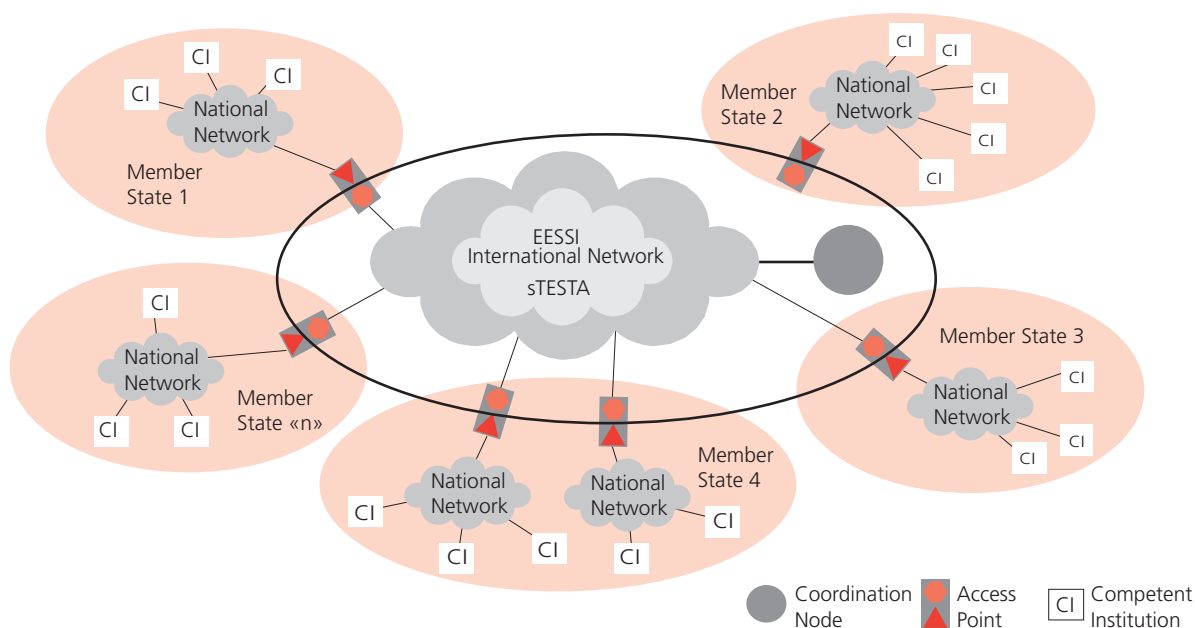 CI
CI
CI
CI
National
Network
Member
State 1
Member
State 2
National
Network
CI
CI
CI
CI
CI
EESSI
International Network
sTESTA
CI
National
Network
CI
CI
Member
State «n»
Member State 3
National
Network
CI
CI
CI
National
Network
CI
CI
CI
National
Network
CI
CI
Member
State 4
Coordination
Node
Access
Point
CI
Competent
Institution